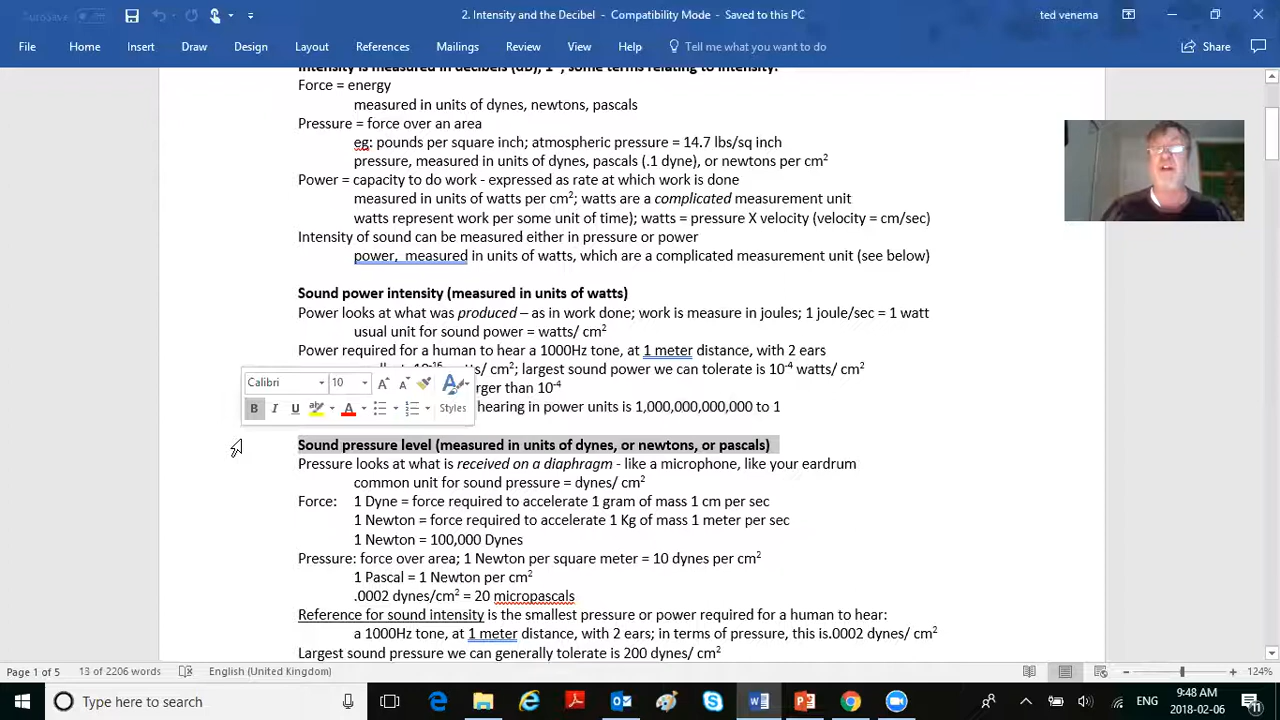 AutoSave
2. Intensity and the Decibel - Compatibility Mode - Saved to this PC
ted venema
File Home Insert Draw Design Layout References Mailings Review View Help Tell me what you want to do Share
Intensity is measured in decibels (dB), some terms relating to intensity:
Force = energy
measured in units of dynes, newtons, pascals
Pressure = force over an area
eg: pounds per square inch; atmospheric pressure = 14.7 lbs/sq inch
pressure, measured in units of dynes, pascals (.1 dyne), or newtons per cm²
Power = capacity to do work - expressed as rate at which work is done
measured in units of watts per cm²; watts are a complicated measurement unit
watts represent work per some unit of time); watts = pressure X velocity (velocity = cm/sec)
Intensity of sound can be measured either in pressure or power
power, measured in units of watts, which are a complicated measurement unit (see below)
Sound power intensity (measured in units of watts)
Power looks at what was produced – as in work done; work is measure in joules; 1 joule/sec = 1 watt
usual unit for sound power = watts/ cm²
Power required for a human to hear a 1000Hz tone, at 1 meter distance, with 2 ears
cm²; largest sound power we can tolerate is 10⁻⁴ watts/ cm²
Calibri 10
larger than 10⁻⁴
Styles
hearing in power units is 1,000,000,000,000 to 1
Sound pressure level (measured in units of dynes, or newtons, or pascals)
Pressure looks at what is received on a diaphragm - like a microphone, like your eardrum
common unit for sound pressure = dynes/ cm²
Force: 1 Dyne = force required to accelerate 1 gram of mass 1 cm per sec
1 Newton = force required to accelerate 1 Kg of mass 1 meter per sec
1 Newton = 100,000 Dynes
Pressure: force over area; 1 Newton per square meter = 10 dynes per cm²
1 Pascal = 1 Newton per cm²
.0002 dynes/cm² = 20 micropascals
Reference for sound intensity is the smallest pressure or power required for a human to hear:
a 1000Hz tone, at 1 meter distance, with 2 ears; in terms of pressure, this is.0002 dynes/ cm²
Largest sound pressure we can generally tolerate is 200 dynes/ cm²
Page 1 of 5 13 of 2206 words English (United Kingdom) 124%
Type here to search
ENG
9:48 AM
2018-02-06
11